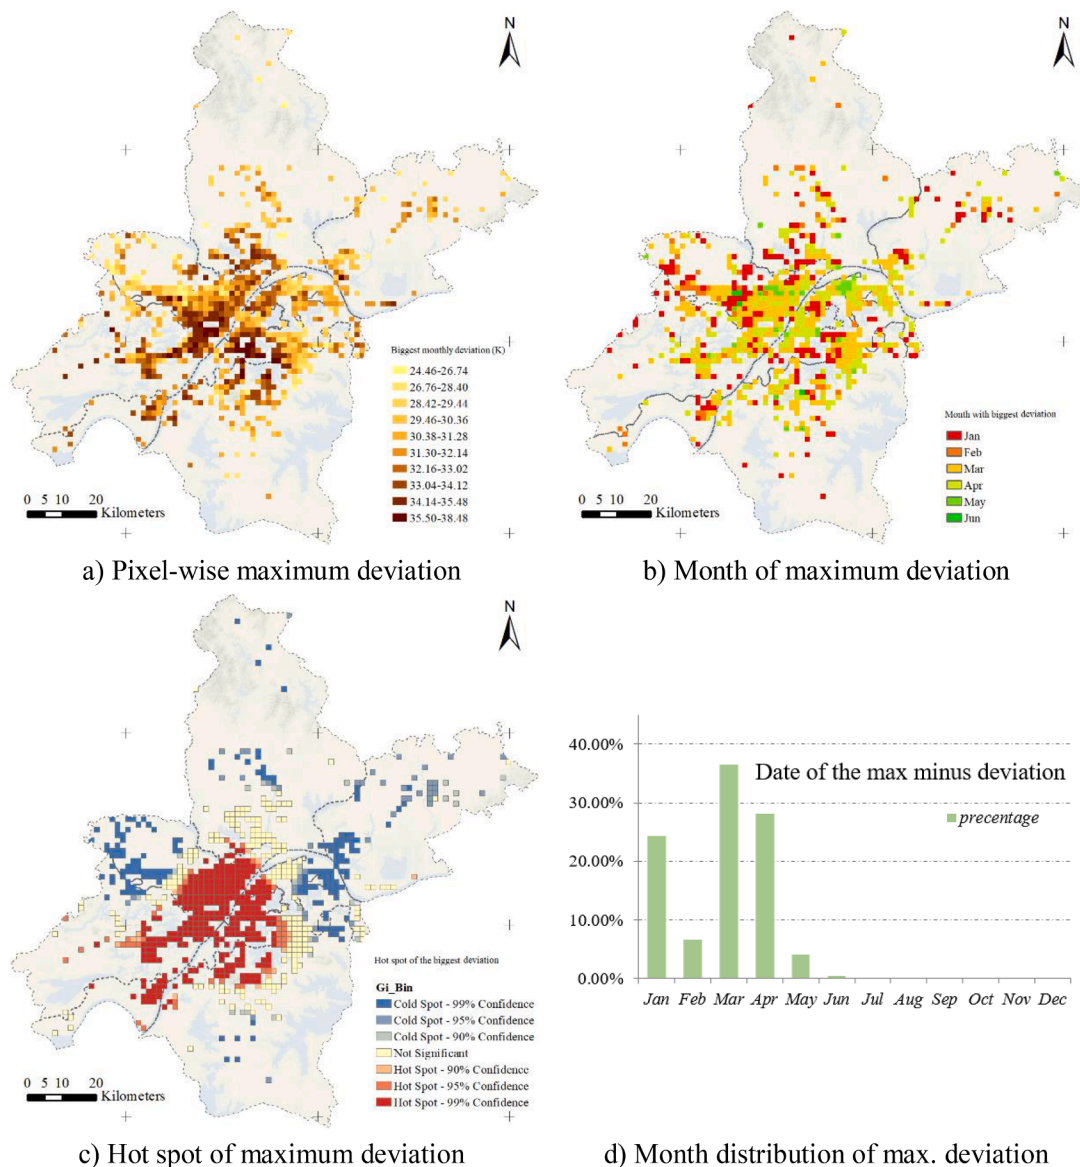 N
Biggest monthly deviation (K)
24.46-26.74
26.76-28.40
28.42-29.44
29.46-30.36
30.38-31.28
31.30-32.14
32.16-33.02
33.04-34.12
34.14-35.48
35.50-38.48
0 5 10 20
Kilometers
a) Pixel-wise maximum deviation
N
Month with biggest deviation
Jan
Feb
Mar
Apr
May
Jun
0 5 10 20
Kilometers
b) Month of maximum deviation
N
Hot spot of the biggest deviation
Gi_Bin
Cold Spot - 99% Confidence
Cold Spot - 95% Confidence
Cold Spot - 90% Confidence
Not Significant
Hot Spot - 90% Confidence
Hot Spot - 95% Confidence
Hot Spot - 99% Confidence
0 5 10 20
Kilometers
c) Hot spot of maximum deviation
40.00%
Date of the max minus deviation
30.00%
precentage
20.00%
10.00%
0.00%
Jan Feb Mar Apr May Jun Jul Aug Sep Oct Nov Dec
d) Month distribution of max. deviation